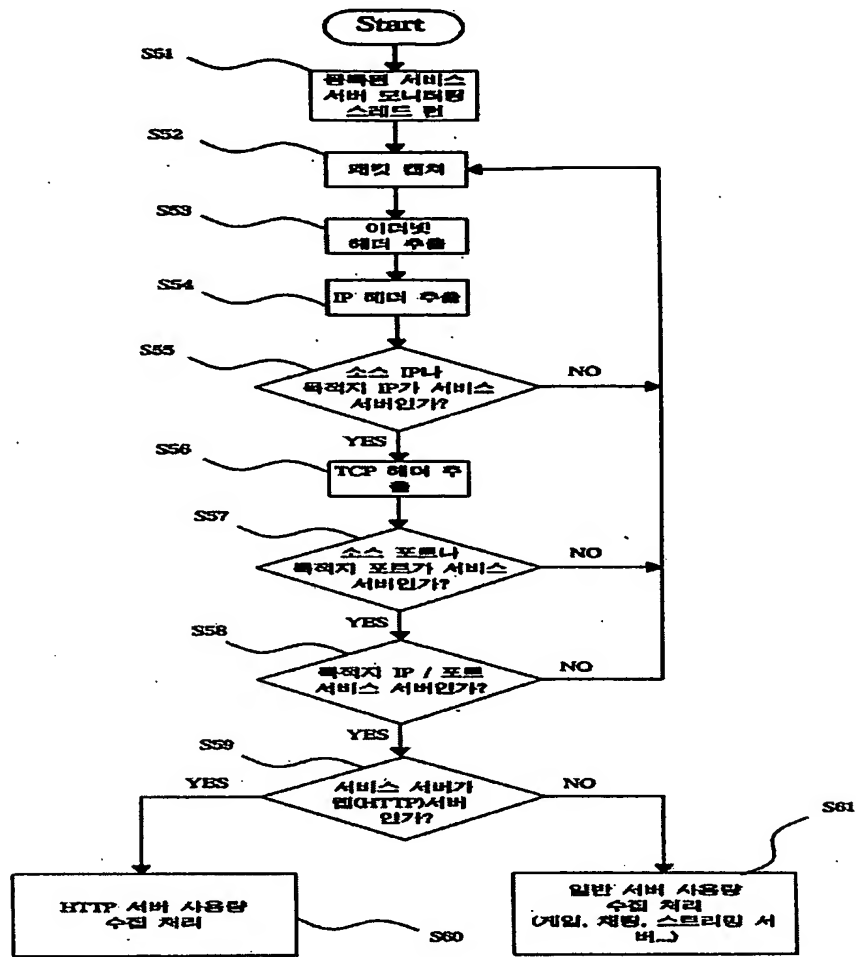 Start
S51
등록된 서비스
서버 모니터링
스레드 런
S52
패킷 캡쳐
S53
이더넷
헤더 추출
S54
IP 헤더 추출
S55
소스 IP나
목적지 IP가 서비스
서버인가?
NO
YES
S56
TCP 헤더 추
출
S57
소스 포트나
목적지 포트가 서비스
서버인가?
NO
YES
S58
목적지 IP / 포트
서비스 서버인가?
NO
YES
S59
서비스 서버가
웹(HTTP)서버
인가?
YES
NO
S61
HTTP 서버 사용량
수집 처리
S60
일반 서버 사용량
수집 처리
(게임, 채팅, 스트리밍 서
버...)